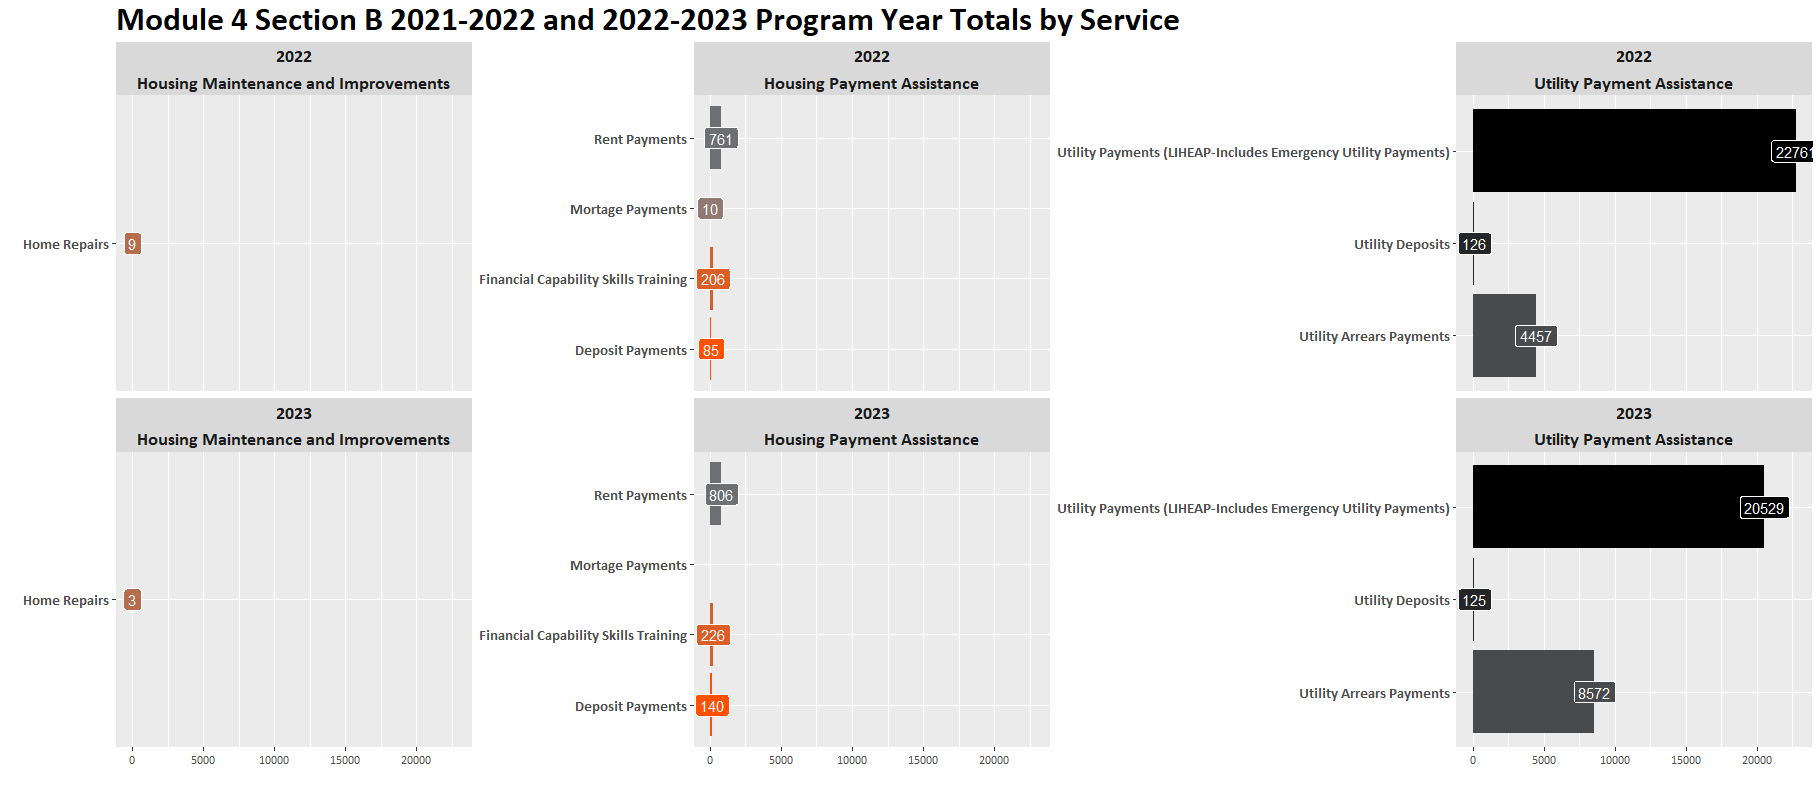 Module 4 Section B 2021-2022 and 2022-2023 Program Year Totals by Service
2022
Housing Maintenance and Improvements
Home Repairs
9
2022
Housing Payment Assistance
Rent Payments
761
Mortage Payments
10
Financial Capability Skills Training
206
Deposit Payments
85
2022
Utility Payment Assistance
Utility Payments (LIHEAP-Includes Emergency Utility Payments)
22761
Utility Deposits
126
Utility Arrears Payments
4457
2023
Housing Maintenance and Improvements
Home Repairs
3
0 5000 10000 15000 20000
2023
Housing Payment Assistance
Rent Payments
806
Mortage Payments
Financial Capability Skills Training
226
Deposit Payments
140
0 5000 10000 15000 20000
2023
Utility Payment Assistance
Utility Payments (LIHEAP-Includes Emergency Utility Payments)
20529
Utility Deposits
125
Utility Arrears Payments
8572
0 5000 10000 15000 20000